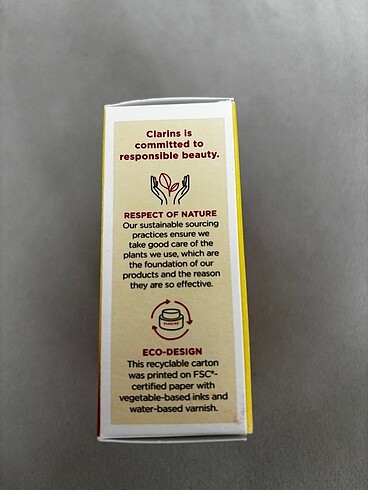 Clarins is
committed to
responsible beauty.
RESPECT OF NATURE
Our sustainable sourcing
practices ensure we
take good care of the
plants we use, which are
the foundation of our
products and the reason
they are so effective.
CLARINS
ECO-DESIGN
This recyclable carton
was printed on FSC®-
certified paper with
vegetable-based inks and
water-based varnish.